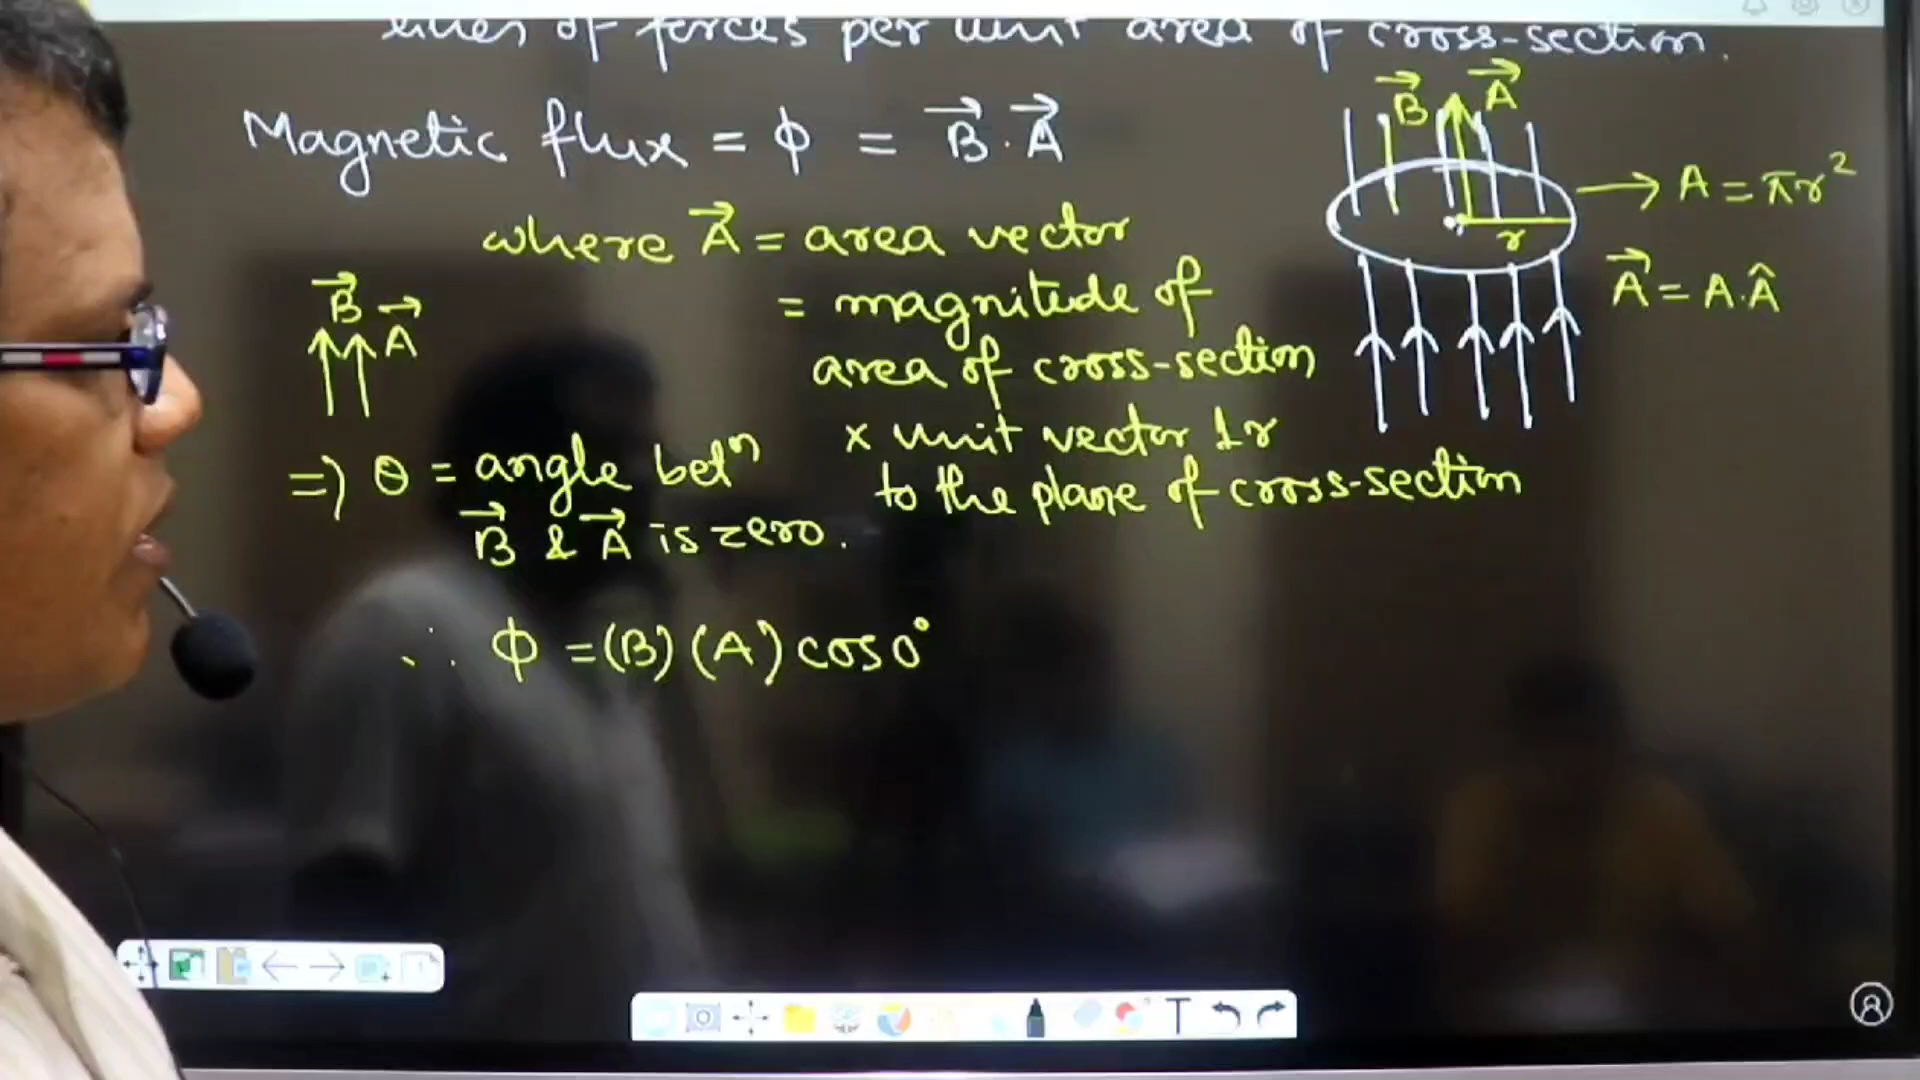 lines of forces per unit area of cross-section.
Magnetic flux = ϕ = B⃗ . A⃗
where A⃗ = area vector
= magnitude of
area of cross-section
x unit vector ⊥r
to the plane of cross-section
B⃗ A⃗
=> θ = angle betⁿ
B⃗ & A⃗ is zero.
∴ ϕ = (B) (A) cos 0°
B⃗ A⃗
r
→ A = πr²
A⃗ = A . Â
T